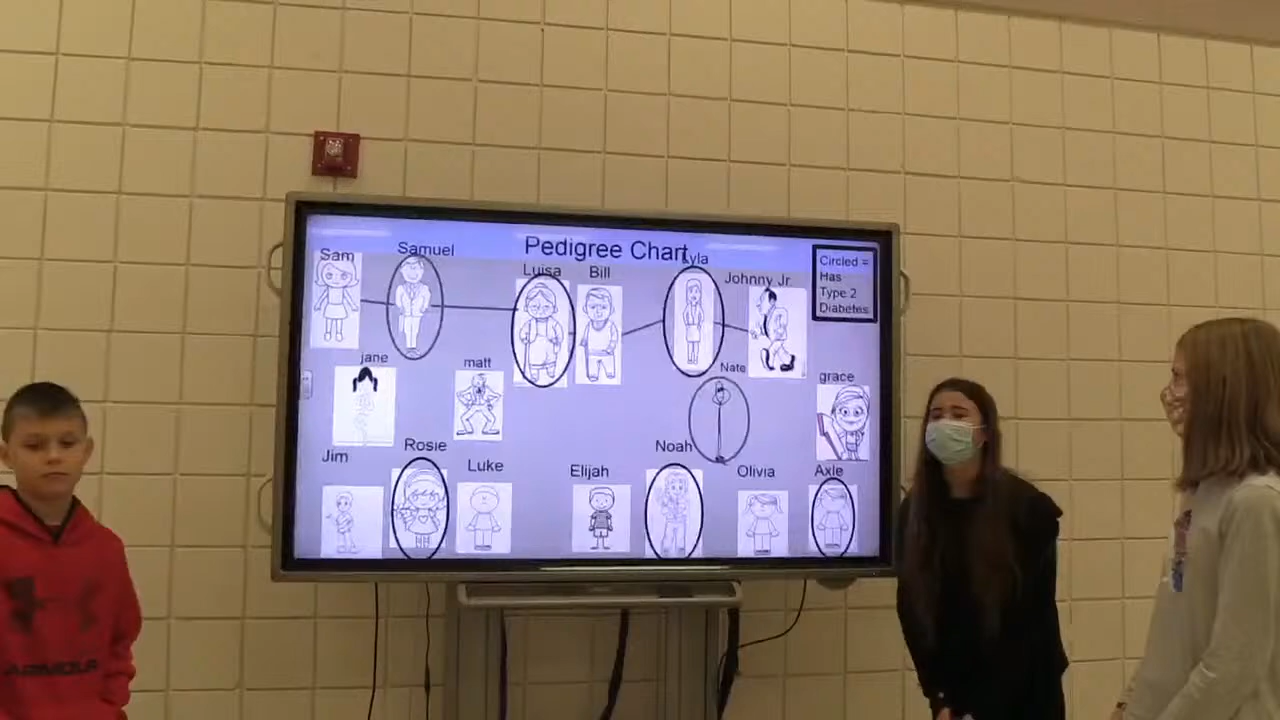 Pedigree Chart
Sam
Samuel
Luisa
Bill
Lyla
Johnny Jr.
Circled =
Has
Type 2
Diabetes
jane
matt
Nate
grace
Jim
Rosie
Luke
Elijah
Noah
Olivia
Axle
ARMOUR